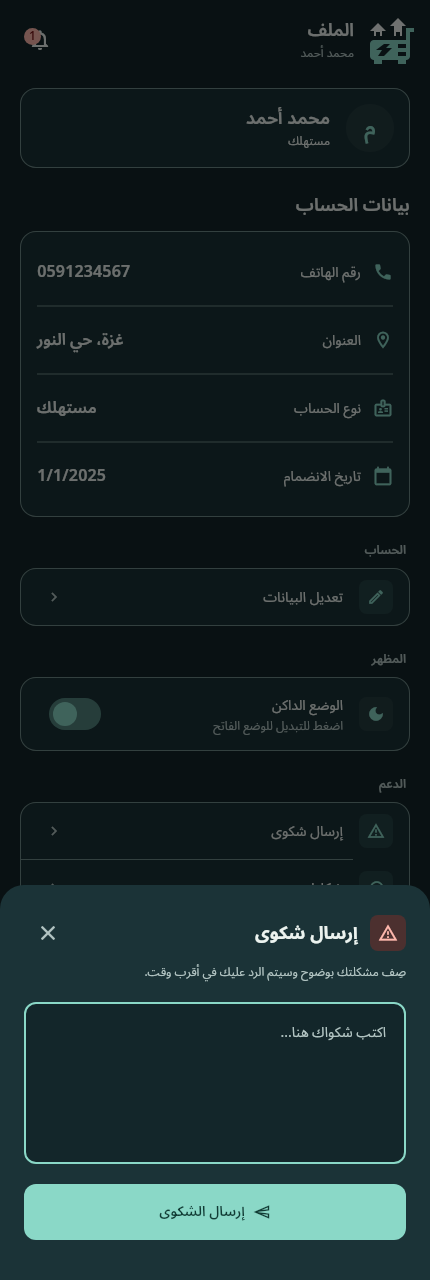 الملف
محمد أحمد
1
م
محمد أحمد
مستهلك
بيانات الحساب
رقم الهاتف
0591234567
العنوان
غزة، حي النور
نوع الحساب
مستهلك
تاريخ الانضمام
1/1/2025
الحساب
تعديل البيانات
المظهر
الوضع الداكن
اضغط للتبديل للوضع الفاتح
الدعم
إرسال شكوى
إرسال شكوى
صِف مشكلتك بوضوح وسيتم الرد عليك في أقرب وقت.
اكتب شكواك هنا...
إرسال الشكوى